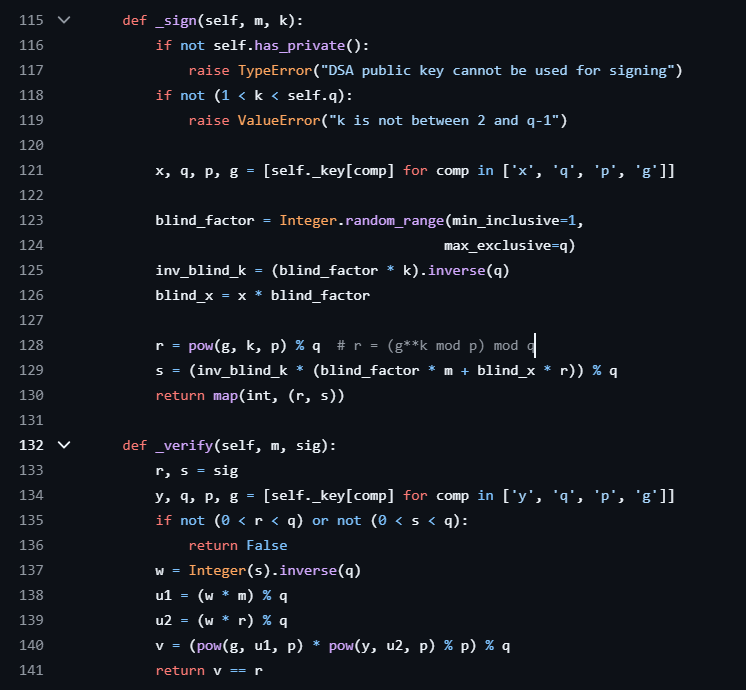 115 def _sign(self, m, k):
116 if not self.has_private():
117 raise TypeError("DSA public key cannot be used for signing")
118 if not (1 < k < self.q):
119 raise ValueError("k is not between 2 and q-1")
120
121 x, q, p, g = [self._key[comp] for comp in ['x', 'q', 'p', 'g']]
122
123 blind_factor = Integer.random_range(min_inclusive=1,
124 max_exclusive=q)
125 inv_blind_k = (blind_factor * k).inverse(q)
126 blind_x = x * blind_factor
127
128 r = pow(g, k, p) % q  # r = (g**k mod p) mod q
129 s = (inv_blind_k * (blind_factor * m + blind_x * r)) % q
130 return map(int, (r, s))
131
132 def _verify(self, m, sig):
133 r, s = sig
134 y, q, p, g = [self._key[comp] for comp in ['y', 'q', 'p', 'g']]
135 if not (0 < r < q) or not (0 < s < q):
136 return False
137 w = Integer(s).inverse(q)
138 u1 = (w * m) % q
139 u2 = (w * r) % q
140 v = (pow(g, u1, p) * pow(y, u2, p) % p) % q
141 return v == r